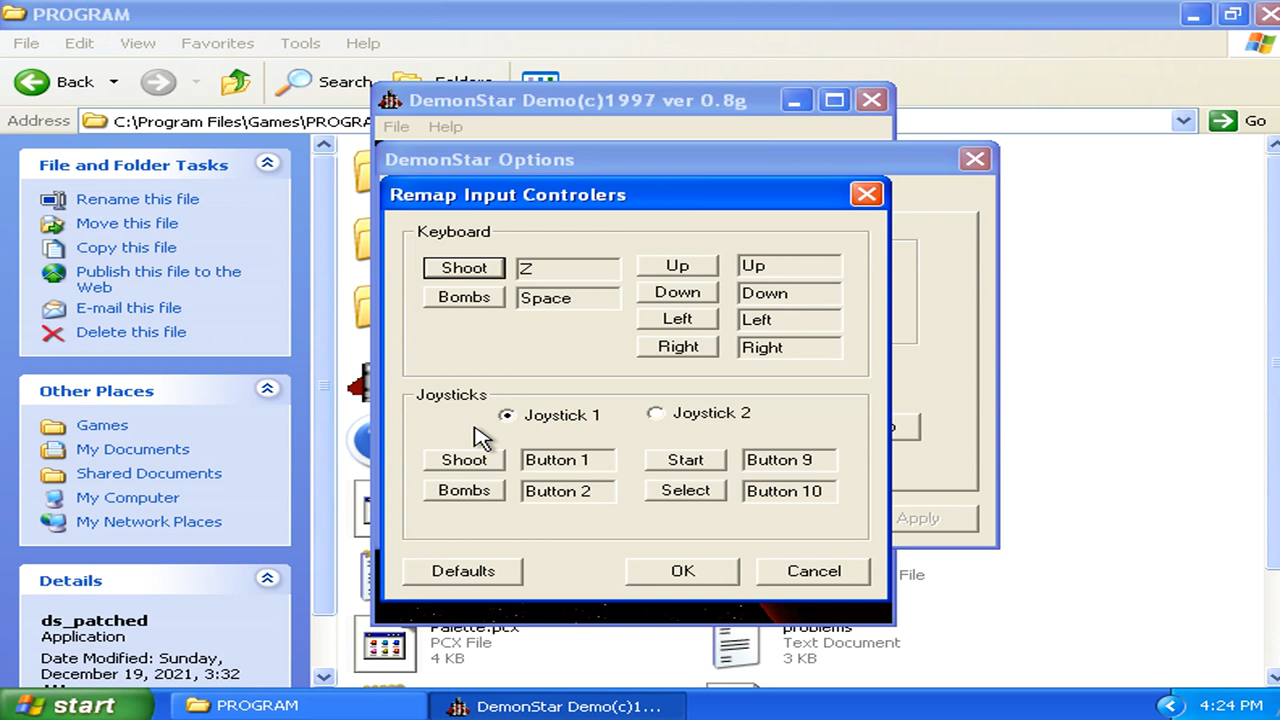 PROGRAM
File Edit View Favorites Tools Help
Back Search Folders
Address C:\Program Files\Games\PROGRA Go
File and Folder Tasks
Rename this file
Move this file
Copy this file
Publish this file to the
Web
E-mail this file
Delete this file
Other Places
Games
My Documents
Shared Documents
My Computer
My Network Places
Details
ds_patched
Application
Date Modified: Sunday,
December 19, 2021, 3:32
DemonStar Demo(c)1997 ver 0.8g
File Help
DemonStar Options
Remap Input Controlers
Keyboard
Shoot Z Up Up
Bombs Space Down Down
Left Left
Right Right
Joysticks
Joystick 1 Joystick 2
Shoot Button 1 Start Button 9
Bombs Button 2 Select Button 10
Defaults OK Cancel
Apply
File
Palette.pcx
PCX File
4 KB
problems
Text Document
3 KB
start PROGRAM DemonStar Demo(c)1... 4:24 PM